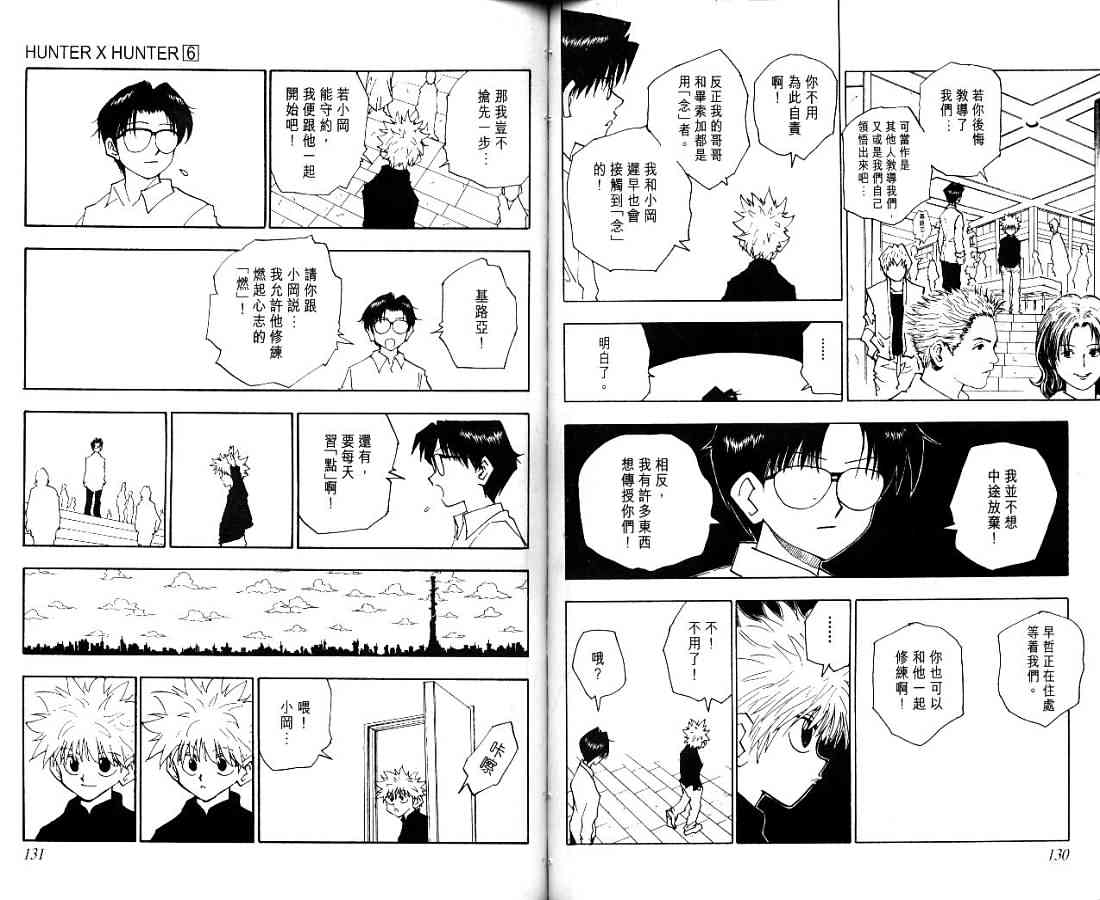 若你後悔
教導了
我們…
可當作是
其他人教導我們，
又或是我們自己
領悟出來吧…
你不用
為此自責
啊！
反正我的哥哥
和畢索加都是
用「念」者。
我和小岡
遲早也會
接觸到「念」
的！
……
明白了。
我並不想
中途放棄！
相反，
我有許多東西
想傳授你們！
早哲正在住處
等着我們。
你也可以
和他一起
修練啊！
……
不！
不用了！
哦？
130
HUNTER X HUNTER 6
那我豈不
搶先一步…
若小岡
能守約，
我便跟他一起
開始吧！
基路亞！
請你跟
小岡說…
我允許他修練
燃起心志的
「燃」！
還有，
要每天
習「點」啊！
咔嚓
喂！
小岡…
131